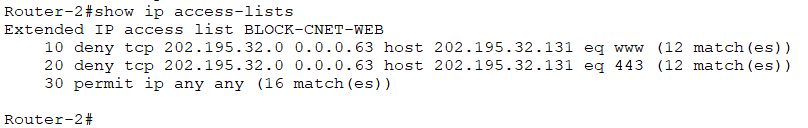 Router-2#show ip access-lists
Extended IP access list BLOCK-CNET-WEB
    10 deny tcp 202.195.32.0 0.0.0.63 host 202.195.32.131 eq www (12 match(es))
    20 deny tcp 202.195.32.0 0.0.0.63 host 202.195.32.131 eq 443 (12 match(es))
    30 permit ip any any (16 match(es))

Router-2#